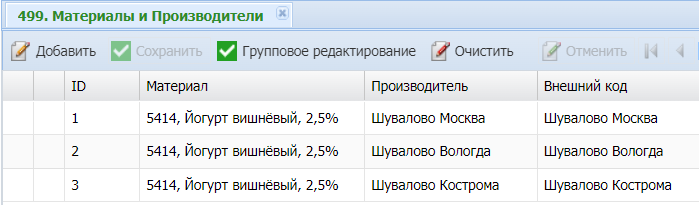 499. Материалы и Производители
Добавить Сохранить Групповое редактирование Очистить Отменить
ID Материал Производитель Внешний код
1 5414, Йогурт вишнёвый, 2,5% Шувалово Москва Шувалово Москва
2 5414, Йогурт вишнёвый, 2,5% Шувалово Вологда Шувалово Вологда
3 5414, Йогурт вишнёвый, 2,5% Шувалово Кострома Шувалово Кострома